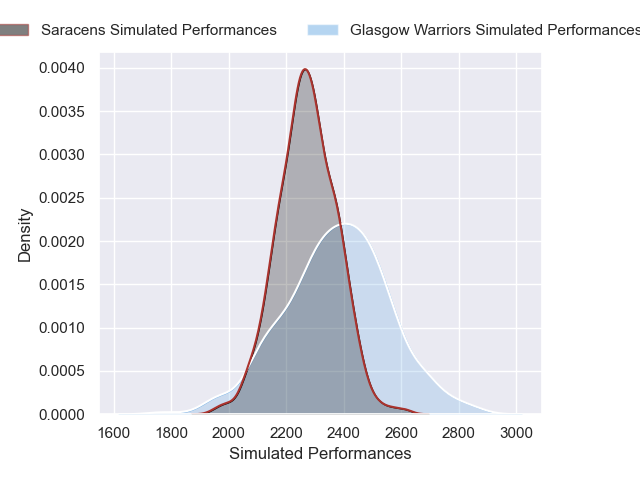 Saracens Simulated Performances Glasgow Warriors Simulated Performances
0.0040
0.0035
0.0030
0.0025
0.0020
0.0015
0.0010
0.0005
0.0000
Density
1600 1800 2000 2200 2400 2600 2800 3000
Simulated Performances